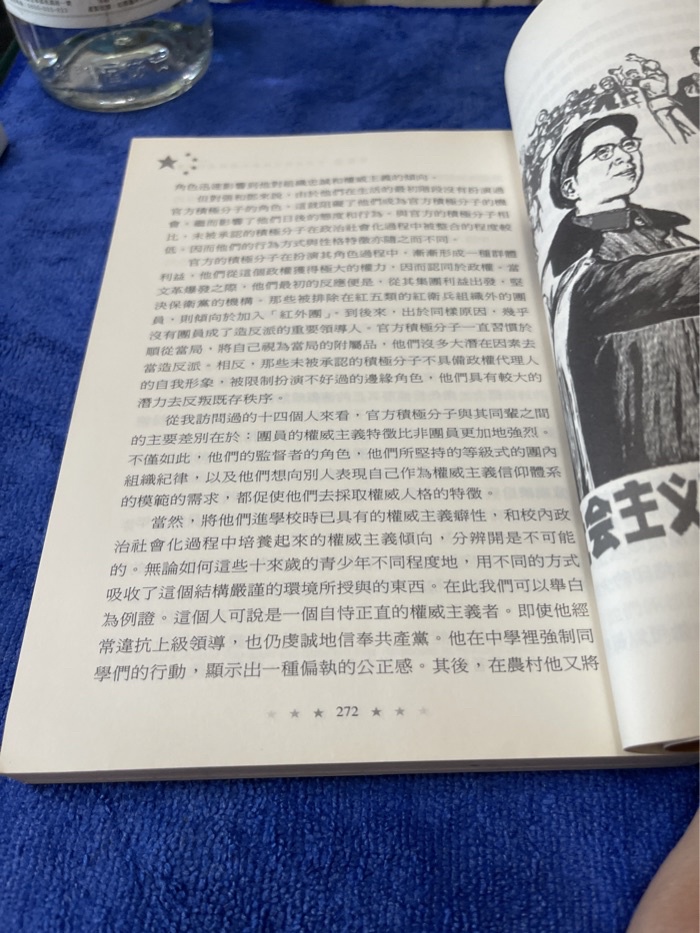 角色迅速影響到他對組織忠誠和權威主義的傾向。
但對張和鄧來說，由於他們在生活的最初階段沒有扮演過
官方積極分子的角色，這就阻礙了他們成為官方積極分子的機
會，繼而影響了他們日後的態度和行為。與官方的積極分子相
比，未被承認的積極分子在政治社會化過程中被整合的程度較
低，因而他們的行為方式與性格特徵亦隨之而不同。
官方的積極分子在扮演其角色過程中，漸漸形成一種群體
利益，他們從這個政權獲得極大的權力，因而認同於政權。當
文革爆發之際，他們最初的反應便是，從其集團利益出發，堅
決保衛黨的機構。那些被排除在紅五類的紅衛兵組織外的團
員，則傾向於加入「紅外團」。到後來，出於同樣原因，幾乎
沒有團員成了造反派的重要領導人。官方積極分子一直習慣於
順從當局、將自己視為當局的附屬品，他們沒多大潛在因素去
當造反派。相反，那些未被承認的積極分子不具備政權代理人
的自我形象，被限制扮演不好過的邊緣角色，他們具有較大的
潛力去反叛既存秩序。
從我訪問過的十四個人來看，官方積極分子與其同輩之間
的主要差別在於：團員的權威主義特徵比非團員更加地強烈。
不僅如此，他們的監督者的角色，他們所堅持的等級式的團內
組織紀律，以及他們想向別人表現自己作為權威主義信仰體系
的模範的需求，都促使他們去採取權威人格的特徵。
當然，將他們進學校時已具有的權威主義癖性，和校內政
治社會化過程中培養起來的權威主義傾向，分辨開是不可能
的。無論如何這些十來歲的青少年不同程度地，用不同的方式
吸收了這個結構嚴謹的環境所授與的東西。在此我們可以舉白
為例證。這個人可說是一個自恃正直的權威主義者。即使他經
常違抗上級領導，也仍虔誠地信奉共產黨。他在中學裡強制同
學們的行動，顯示出一種偏執的公正感。其後，在農村他又將
★ ★ ★ 272 ★ ★ ★
会主义